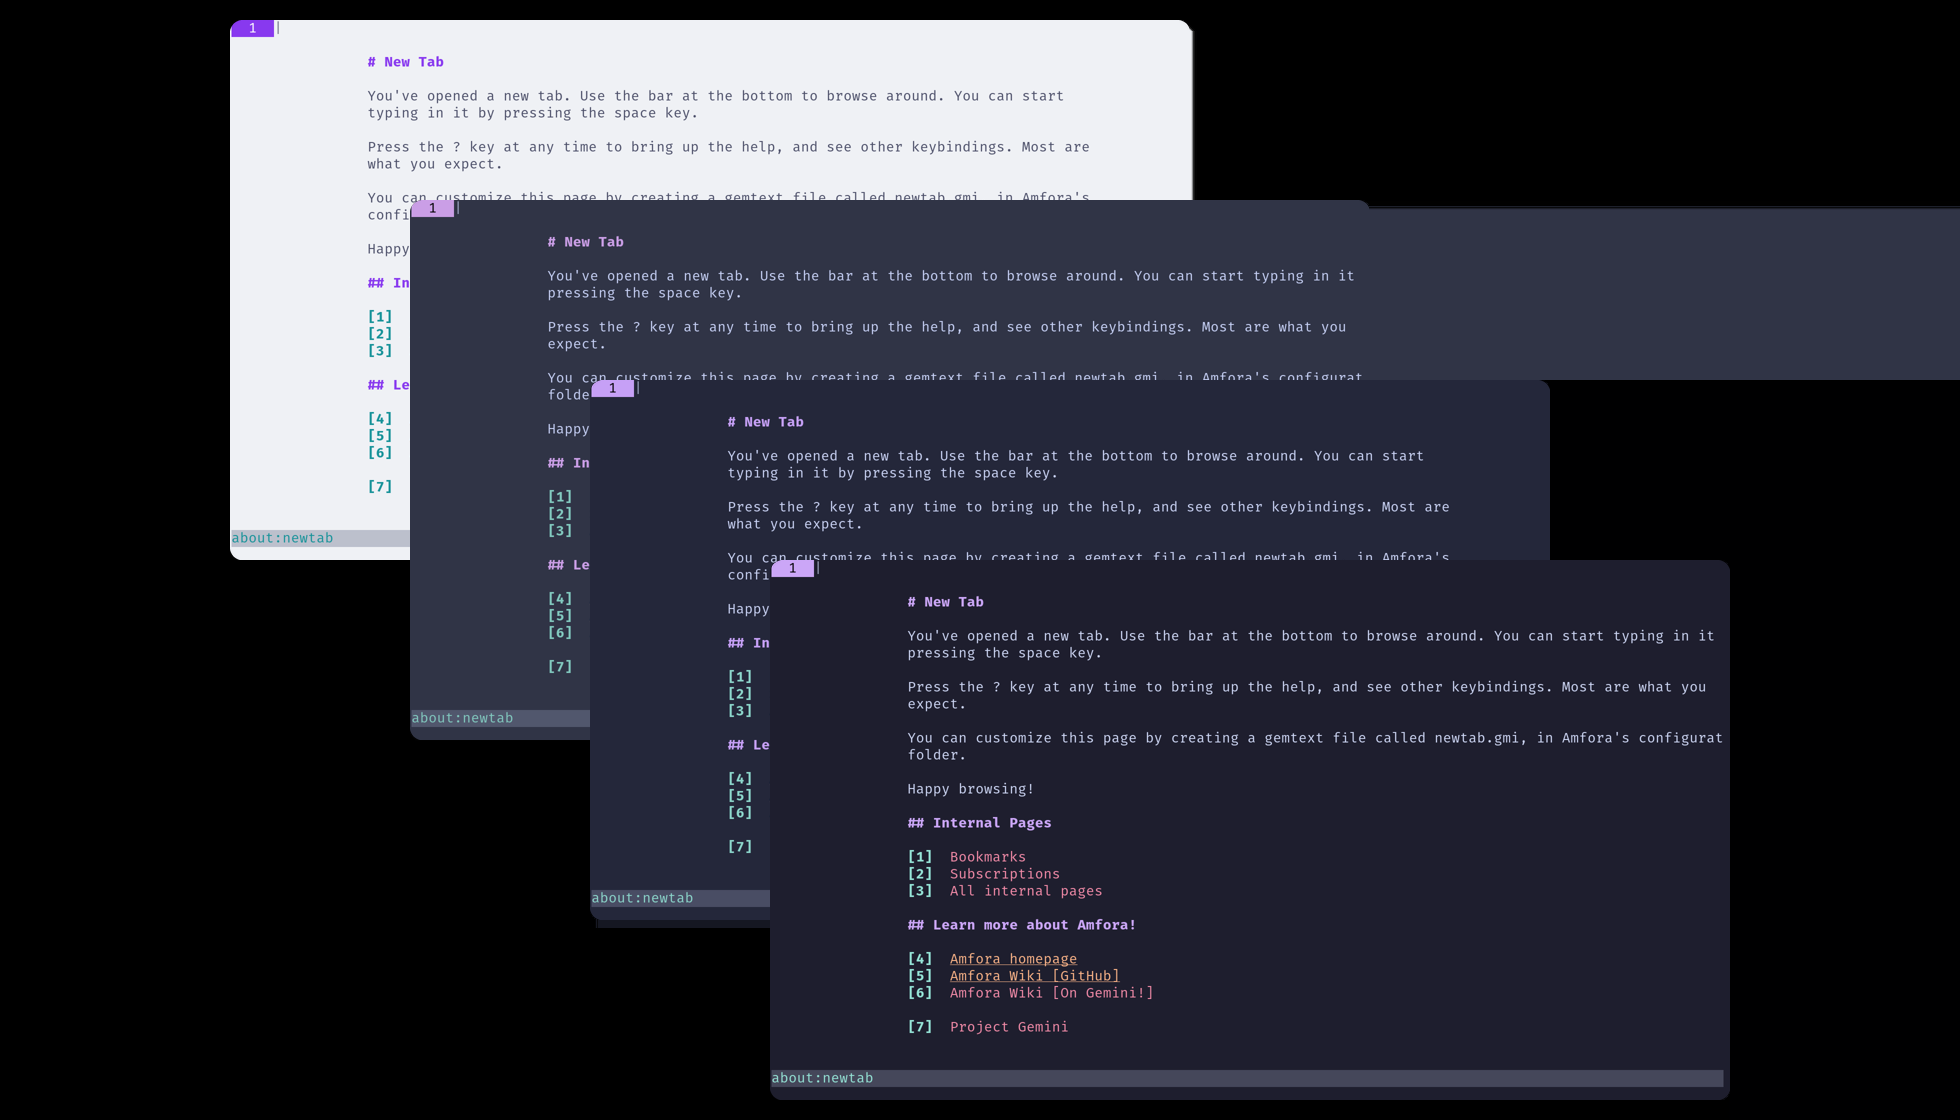 1
# New Tab
You've opened a new tab. Use the bar at the bottom to browse around. You can start
typing in it by pressing the space key.
Press the ? key at any time to bring up the help, and see other keybindings. Most are
what you expect.
You can customize this page by creating a gemtext file called newtab.gmi, in Amfora's
confi
Happy
## In
[1]
[2]
[3]
## Le
[4]
[5]
[6]
[7]
about:newtab
1
# New Tab
You've opened a new tab. Use the bar at the bottom to browse around. You can start typing in it
pressing the space key.
Press the ? key at any time to bring up the help, and see other keybindings. Most are what you
expect.
You can customize this page by creating a gemtext file called newtab.gmi, in Amfora's configurat
folde
Happy
## In
[1]
[2]
[3]
## Le
[4]
[5]
[6]
[7]
about:newtab
1
# New Tab
You've opened a new tab. Use the bar at the bottom to browse around. You can start
typing in it by pressing the space key.
Press the ? key at any time to bring up the help, and see other keybindings. Most are
what you expect.
You can customize this page by creating a gemtext file called newtab.gmi, in Amfora's
confi
Happy
## In
[1]
[2]
[3]
## Le
[4]
[5]
[6]
[7]
about:newtab
1
# New Tab
You've opened a new tab. Use the bar at the bottom to browse around. You can start typing in it
pressing the space key.
Press the ? key at any time to bring up the help, and see other keybindings. Most are what you
expect.
You can customize this page by creating a gemtext file called newtab.gmi, in Amfora's configurat
folder.
Happy browsing!
## Internal Pages
[1] Bookmarks
[2] Subscriptions
[3] All internal pages
## Learn more about Amfora!
[4] Amfora homepage
[5] Amfora Wiki [GitHub]
[6] Amfora Wiki [On Gemini!]
[7] Project Gemini
about:newtab